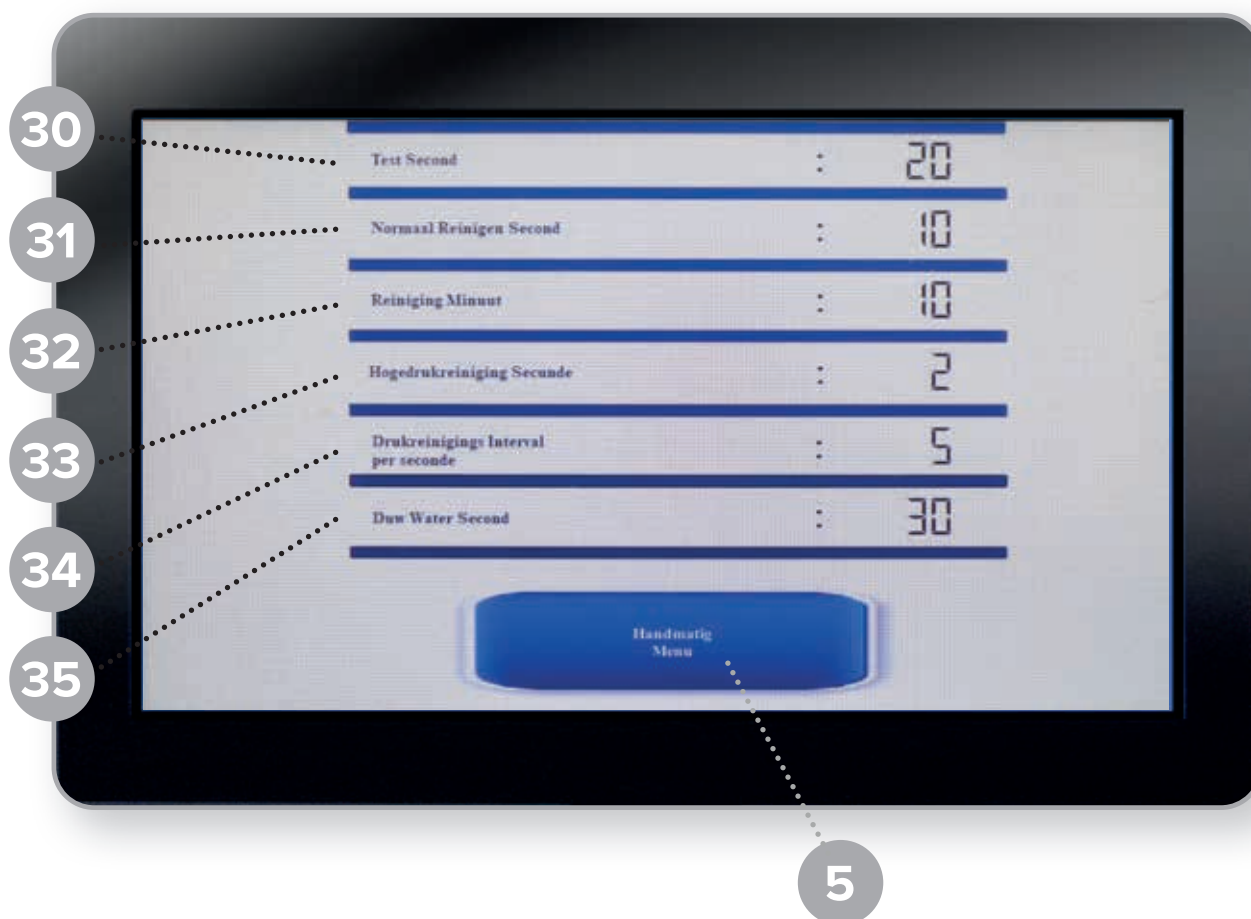 30
Test Second : 20
31
Normaal Reinigen Second : 10
32
Reiniging Minuut : 10
33
Hogedrukreiniging Secunde : 2
34
Drukreinigings Interval
per seconde : 5
35
Duw Water Second : 30
Handmatig
Menu
5